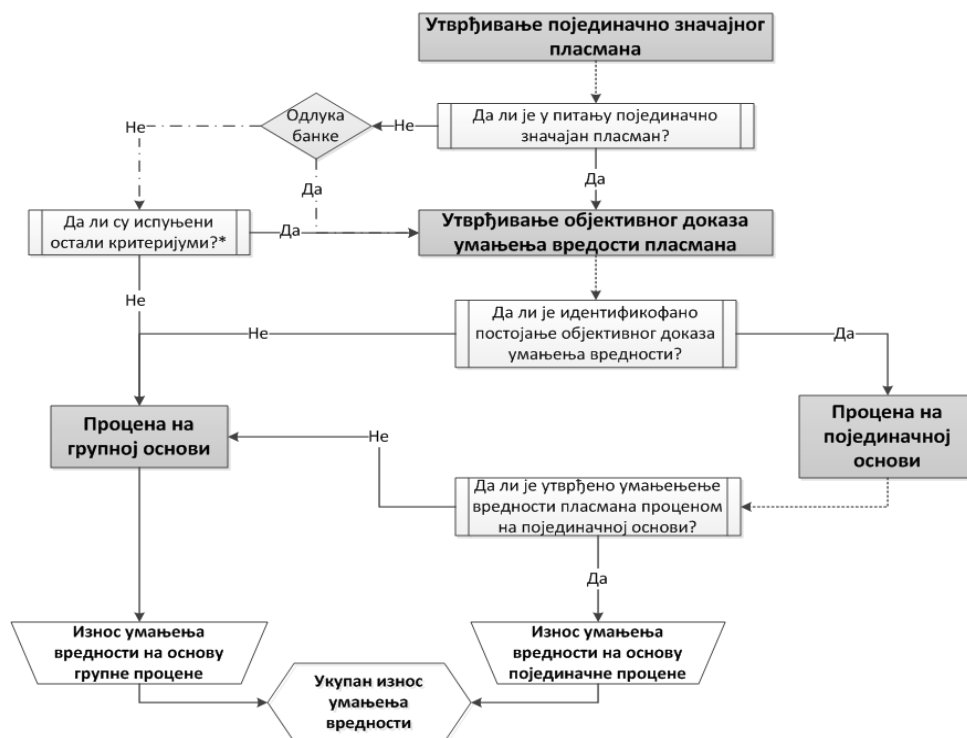 Утврђивање појединачно значајног
пласмана
Одлука
банке
Не
Не
Да ли је у питању појединачно
значајан пласман?
Да
Да
Да ли су испуњени
остали критеријуми?*
Да
Утврђивање објективног доказа
умањења вредости пласмана
Не
Да ли је идентификофано
постојање објективног доказа
умањења вредности?
Не
Да
Процена на
групној основи
Процена на
појединачној
основи
Не
Да ли је утврђено умањењење
вредности пласмана проценом
на појединачној основи?
Да
Износ умањења
вредности на основу
групне процене
Износ умањења
вредности на основу
појединачне процене
Укупан износ
умањења
вредности